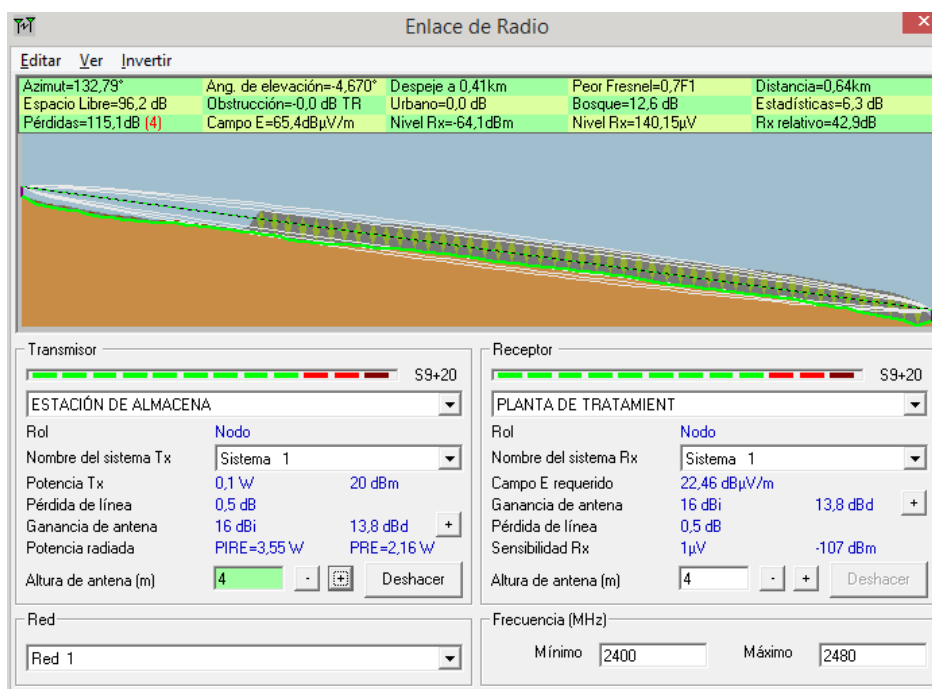 Enlace de Radio
Editar Ver Invertir
Azimut=132,79° Ang. de elevación=-4,670° Despeje a 0,41km Peor Fresnel=0,7F1 Distancia=0,64km
Espacio Libre=96,2 dB Obstrucción=-0,0 dB TR Urbano=0,0 dB Bosque=12,6 dB Estadísticas=6,3 dB
Pérdidas=115,1dB (4) Campo E=65,4dBμV/m Nivel Rx=-64,1dBm Nivel Rx=140,15μV Rx relativo=42,9dB
Transmisor
S9+20
ESTACIÓN DE ALMACENA
Rol Nodo
Nombre del sistema Tx Sistema 1
Potencia Tx 0,1 W 20 dBm
Pérdida de línea 0,5 dB
Ganancia de antena 16 dBi 13,8 dBd +
Potencia radiada PIRE=3,55 W PRE=2,16 W
Altura de antena (m) 4 - + Deshacer
Red
Red 1
Receptor
S9+20
PLANTA DE TRATAMIENT
Rol Nodo
Nombre del sistema Rx Sistema 1
Campo E requerido 22,46 dBμV/m
Ganancia de antena 16 dBi 13,8 dBd +
Pérdida de línea 0,5 dB
Sensibilidad Rx 1μV -107 dBm
Altura de antena (m) 4 - + Deshacer
Frecuencia (MHz)
Mínimo 2400 Máximo 2480